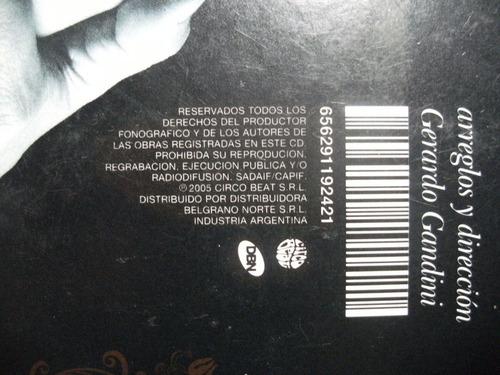 arreglos y dirección
Gerardo Gandini
656291192421
RESERVADOS TODOS LOS
DERECHOS DEL PRODUCTOR
FONOGRAFICO Y DE LOS AUTORES DE
LAS OBRAS REGISTRADAS EN ESTE CD.
PROHIBIDA SU REPRODUCCION,
REGRABACION, EJECUCION PUBLICA Y/O
RADIODIFUSION. SADAIF/CAPIF.
℗ 2005 CIRCO BEAT S.R.L.
DISTRIBUIDO POR DISTRIBUIDORA
BELGRANO NORTE S.R.L.
INDUSTRIA ARGENTINA
DBN